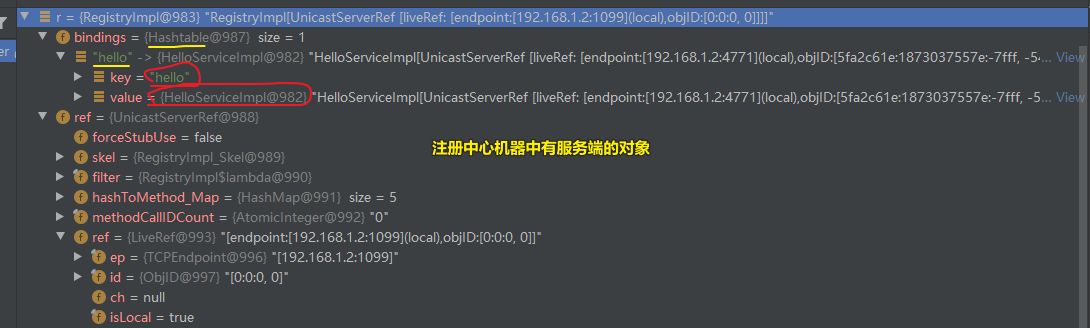 r = {RegistryImpl@983} "RegistryImpl[UnicastServerRef [liveRef: [endpoint:[192.168.1.2:1099](local),objID:[0:0:0, 0]]]]"
bindings = {Hashtable@987} size = 1
"hello" -> {HelloServiceImpl@982} "HelloServiceImpl[UnicastServerRef [liveRef: [endpoint:[192.168.1.2:4771](local),objID:[5fa2c61e:1873037557e:-7fff, -5-... View
key = "hello"
value = {HelloServiceImpl@982} "HelloServiceImpl[UnicastServerRef [liveRef: [endpoint:[192.168.1.2:4771](local),objID:[5fa2c61e:1873037557e:-7fff, -5... View
ref = {UnicastServerRef@988}
forceStubUse = false
注册中心机器中有服务端的对象
skel = {RegistryImpl_Skel@989}
filter = {RegistryImpl$lambda@990}
hashToMethod_Map = {HashMap@991} size = 5
methodCallIDCount = {AtomicInteger@992} "0"
ref = {LiveRef@993} "[endpoint:[192.168.1.2:1099](local),objID:[0:0:0, 0]]"
ep = {TCPEndpoint@996} "[192.168.1.2:1099]"
id = {ObjID@997} "[0:0:0, 0]"
ch = null
isLocal = true